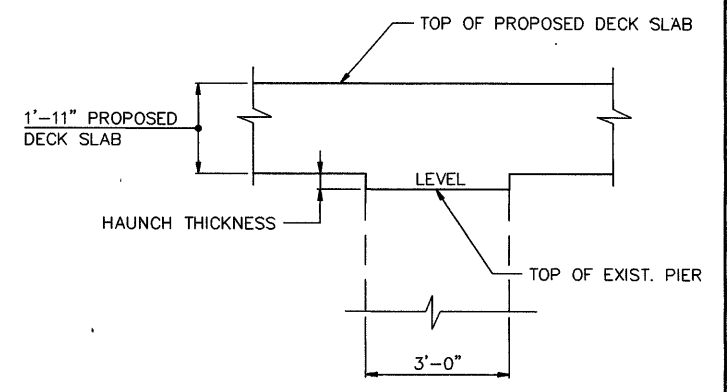 TOP OF PROPOSED DECK SLAB
1'-11" PROPOSED
DECK SLAB
LEVEL
HAUNCH THICKNESS
TOP OF EXIST. PIER
3'-0"